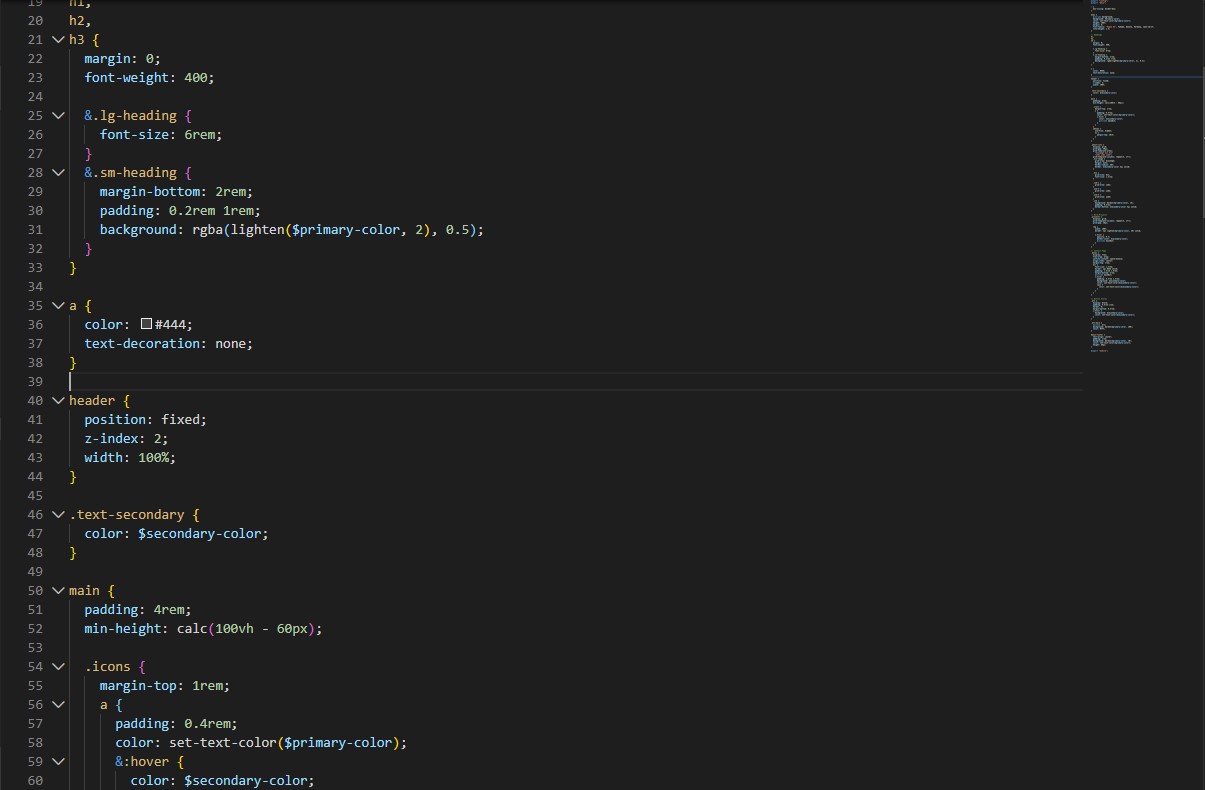 19 h1,
20 h2,
21 h3 {
22 margin: 0;
23 font-weight: 400;
24
25 &.lg-heading {
26 font-size: 6rem;
27 }
28 &.sm-heading {
29 margin-bottom: 2rem;
30 padding: 0.2rem 1rem;
31 background: rgba(lighten($primary-color, 2), 0.5);
32 }
33 }
34
35 a {
36 color: #444;
37 text-decoration: none;
38 }
39
40 header {
41 position: fixed;
42 z-index: 2;
43 width: 100%;
44 }
45
46 .text-secondary {
47 color: $secondary-color;
48 }
49
50 main {
51 padding: 4rem;
52 min-height: calc(100vh - 60px);
53
54 .icons {
55 margin-top: 1rem;
56 a {
57 padding: 0.4rem;
58 color: set-text-color($primary-color);
59 &:hover {
60 color: $secondary-color;